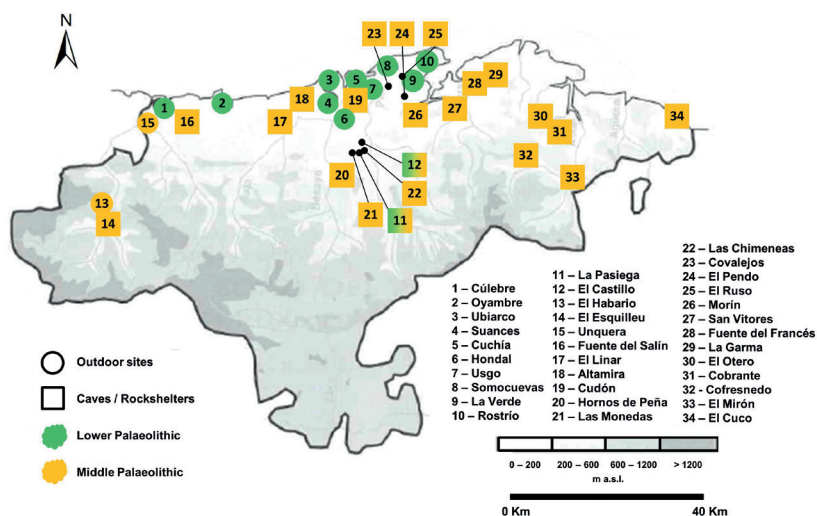 N
23
24
25
8
10
3
5
7
9
28
29
1
2
18
4
19
15
16
17
6
26
27
30
31
34
32
33
20
12
22
21
11
13
14
Outdoor sites
Caves / Rockshelters
Lower Palaeolithic
Middle Palaeolithic
1 – Cúlebre
2 – Oyambre
3 – Ubiarco
4 – Suances
5 – Cuchía
6 – Hondal
7 – Usgo
8 – Somocuevas
9 – La Verde
10 – Rostrío
11 – La Pasiega
12 – El Castillo
13 – El Habario
14 – El Esquilleu
15 – Unquera
16 – Fuente del Salín
17 – El Linar
18 – Altamira
19 – Cudón
20 – Hornos de Peña
21 – Las Monedas
22 – Las Chimeneas
23 – Covalejos
24 – El Pendo
25 – El Ruso
26 – Morín
27 – San Vitores
28 – Fuente del Francés
29 – La Garma
30 – El Otero
31 – Cobrante
32 - Cofresnedo
33 – El Mirón
34 – El Cuco
0 – 200
200 – 600
600 – 1200
> 1200
m a.s.l.
0 Km
40 Km